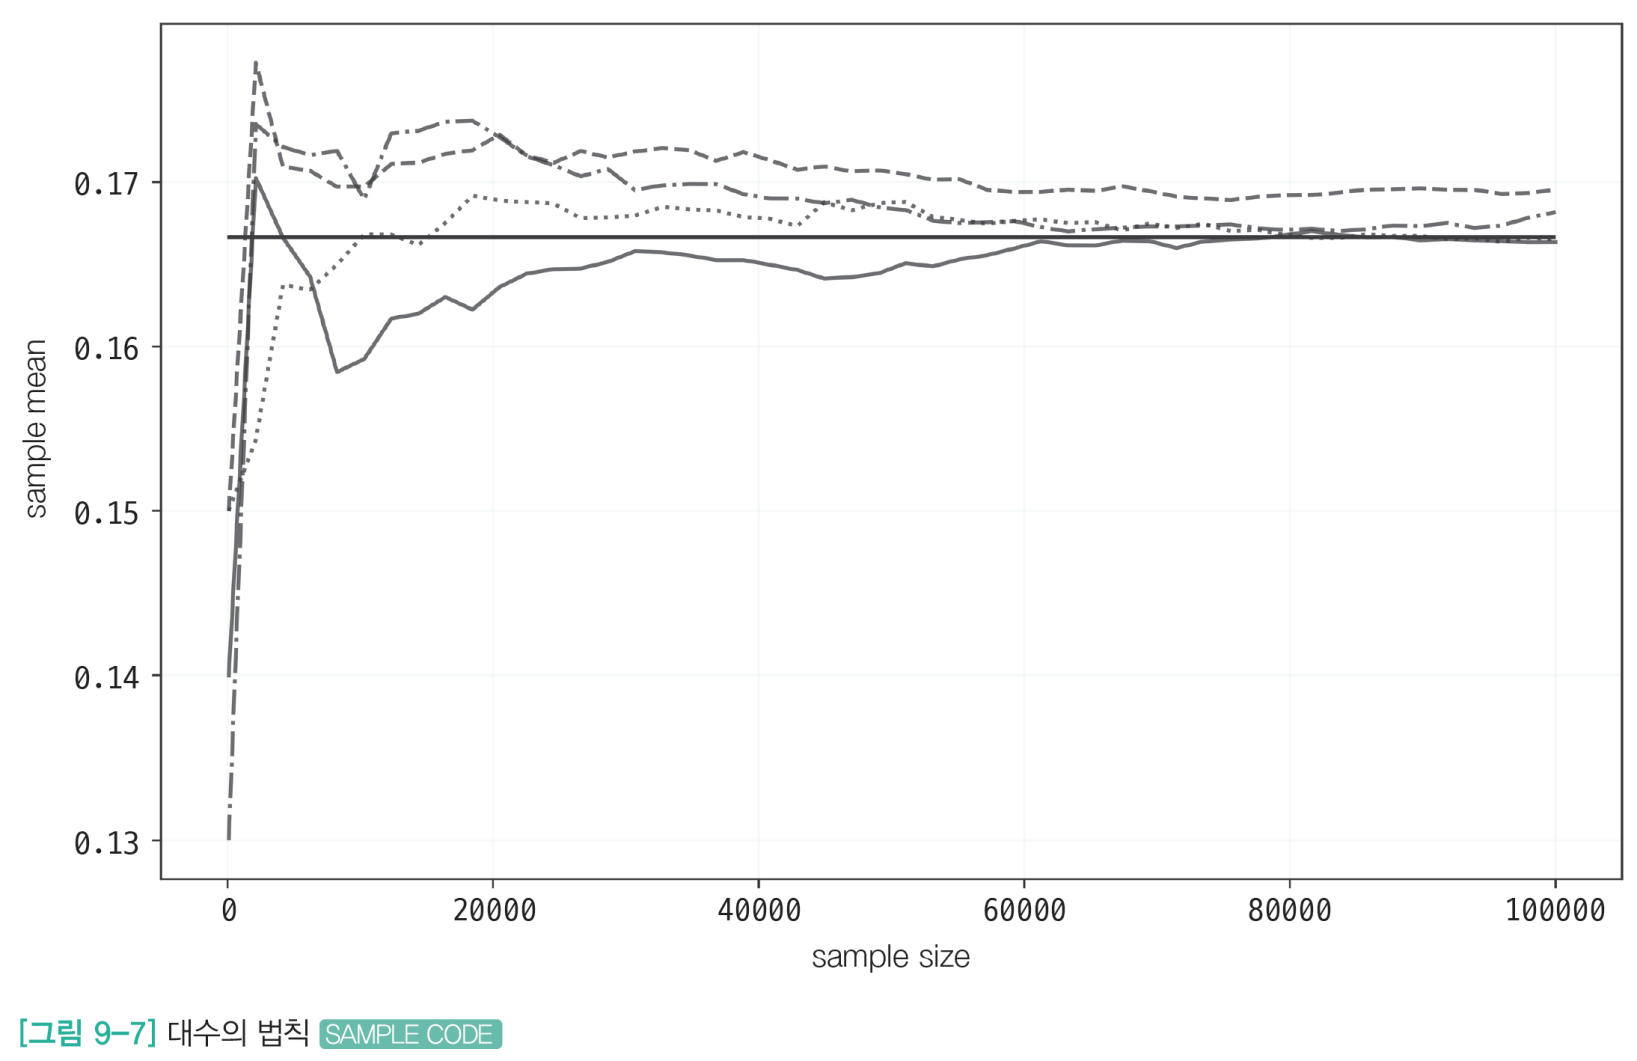 0.17
0.16
0.15
0.14
0.13
sample mean
0 20000 40000 60000 80000 100000
sample size
[그림 9-7] 대수의 법칙 SAMPLE CODE